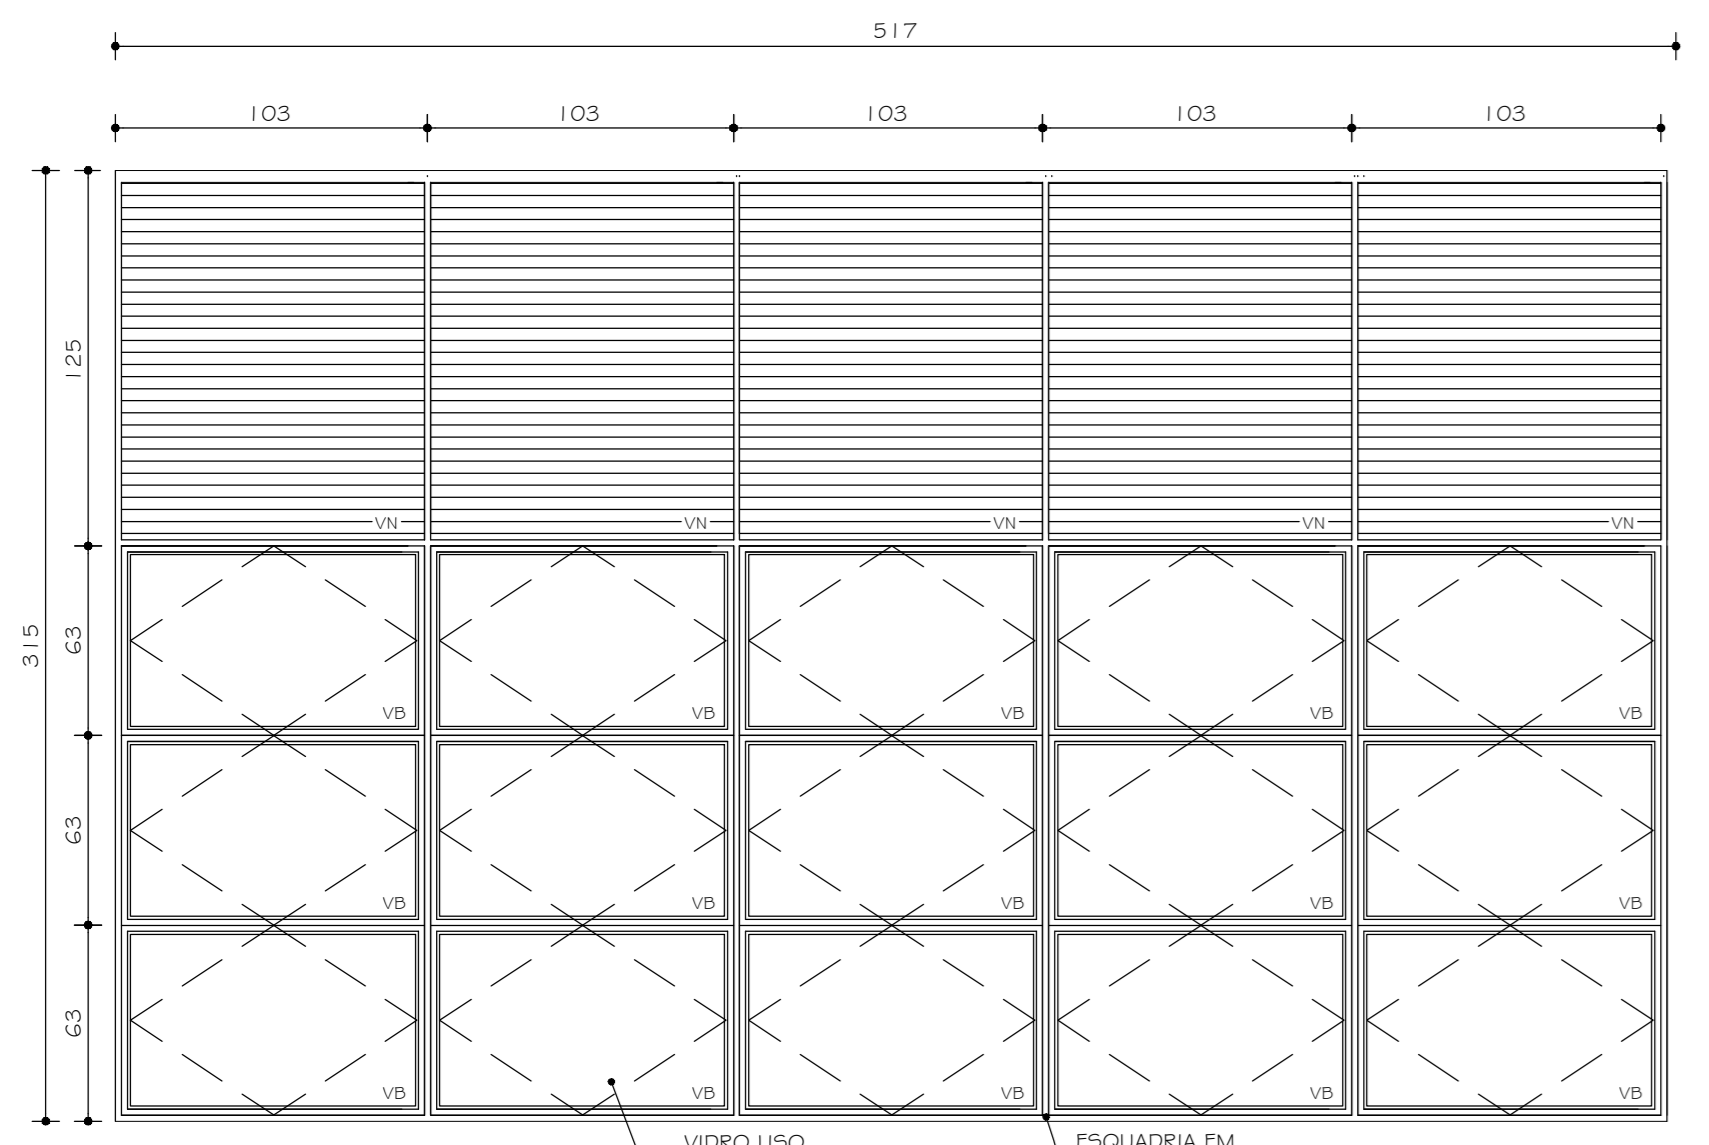 517
103 103 103 103 103
125
VN VN VN VN VN
315
63
VB VB VB VB VB
63
VB VB VB VB VB
63
VB VB VB VB VB
VIDRO USO ESQUADRIA EM